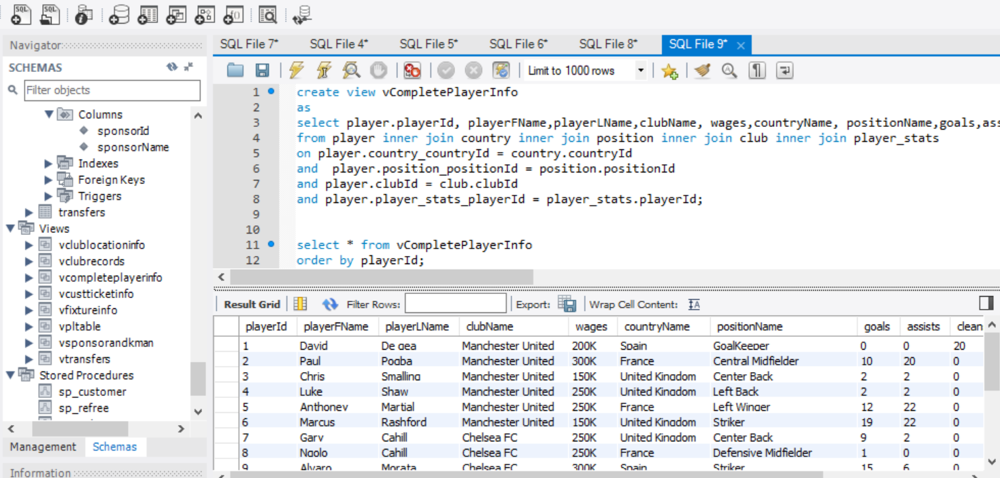 SQL SQL
Navigator
SCHEMAS
Filter objects
Columns
sponsorId
sponsorName
Indexes
Foreign Keys
Triggers
transfers
Views
vclublocationinfo
vclubrecords
vcompleteplayerinfo
vcustticketinfo
vfixtureinfo
vpltable
vsponsorandkman
vtransfers
Stored Procedures
sp_customer
sp_refree
Management Schemas
Information
SQL File 7* SQL File 4* SQL File 5* SQL File 6* SQL File 8* SQL File 9*
Limit to 1000 rows
1 create view vCompletePlayerInfo
2 as
3 select player.playerId, playerFName,playerLName,clubName, wages,countryName, positionName,goals,ass
4 from player inner join country inner join position inner join club inner join player_stats
5 on player.country_countryId = country.countryId
6 and player.position_positionId = position.positionId
7 and player.clubId = club.clubId
8 and player.player_stats_playerId = player_stats.playerId;
9
10
11 select * from vCompletePlayerInfo
12 order by playerId;
Result Grid Filter Rows: Export: Wrap Cell Content:
playerId playerFName playerLName clubName wages countryName positionName goals assists clean
1 David De gea Manchester United 200K Spain GoalKeeper 0 0 20
2 Paul Pogba Manchester United 300K France Central Midfielder 10 20 0
3 Chris Smalling Manchester United 150K United Kingdom Center Back 2 2 0
4 Luke Shaw Manchester United 250K United Kingdom Left Back 2 2 0
5 Anthoney Martial Manchester United 250K France Left Winger 12 22 0
6 Marcus Rashford Manchester United 150K United Kingdom Striker 19 22 0
7 Gary Cahill Chelsea FC 250K United Kingdom Center Back 9 2 0
8 Ngolo Cahill Chelsea FC 250K France Defensive Midfielder 1 0 0
9 Alvaro Morata Chelsea FC 300K Spain Striker 15 6 0